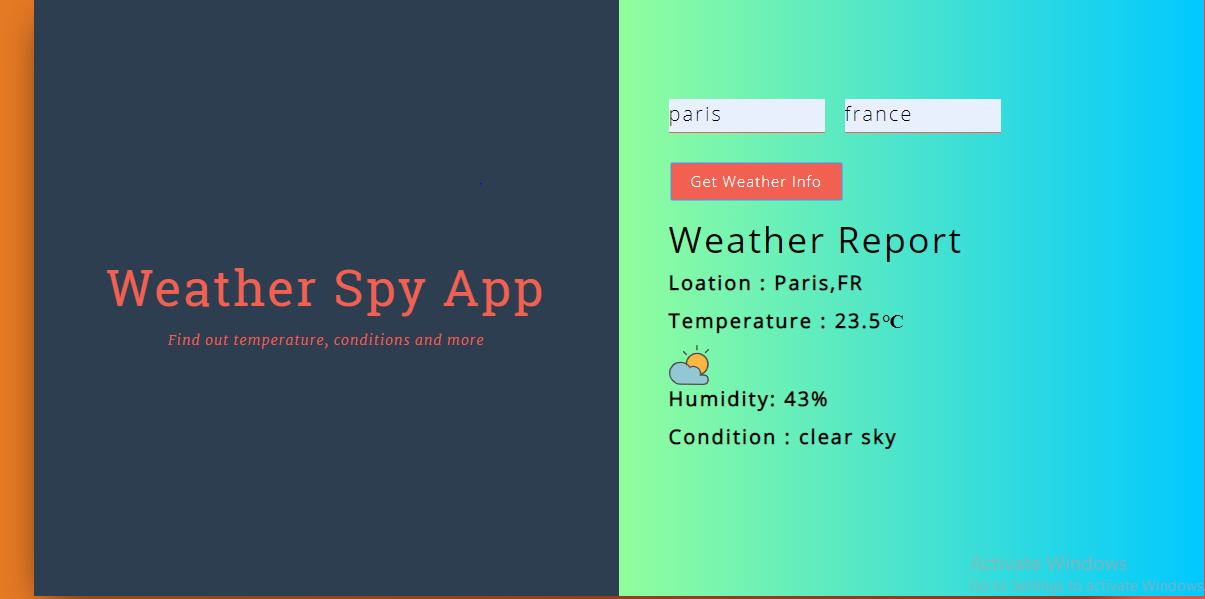 Weather Spy App
Find out temperature, conditions and more
paris
france
Get Weather Info
Weather Report
Loation : Paris,FR
Temperature : 23.5°C
Humidity: 43%
Condition : clear sky
Activate Windows
Go to Settings to activate Windows.